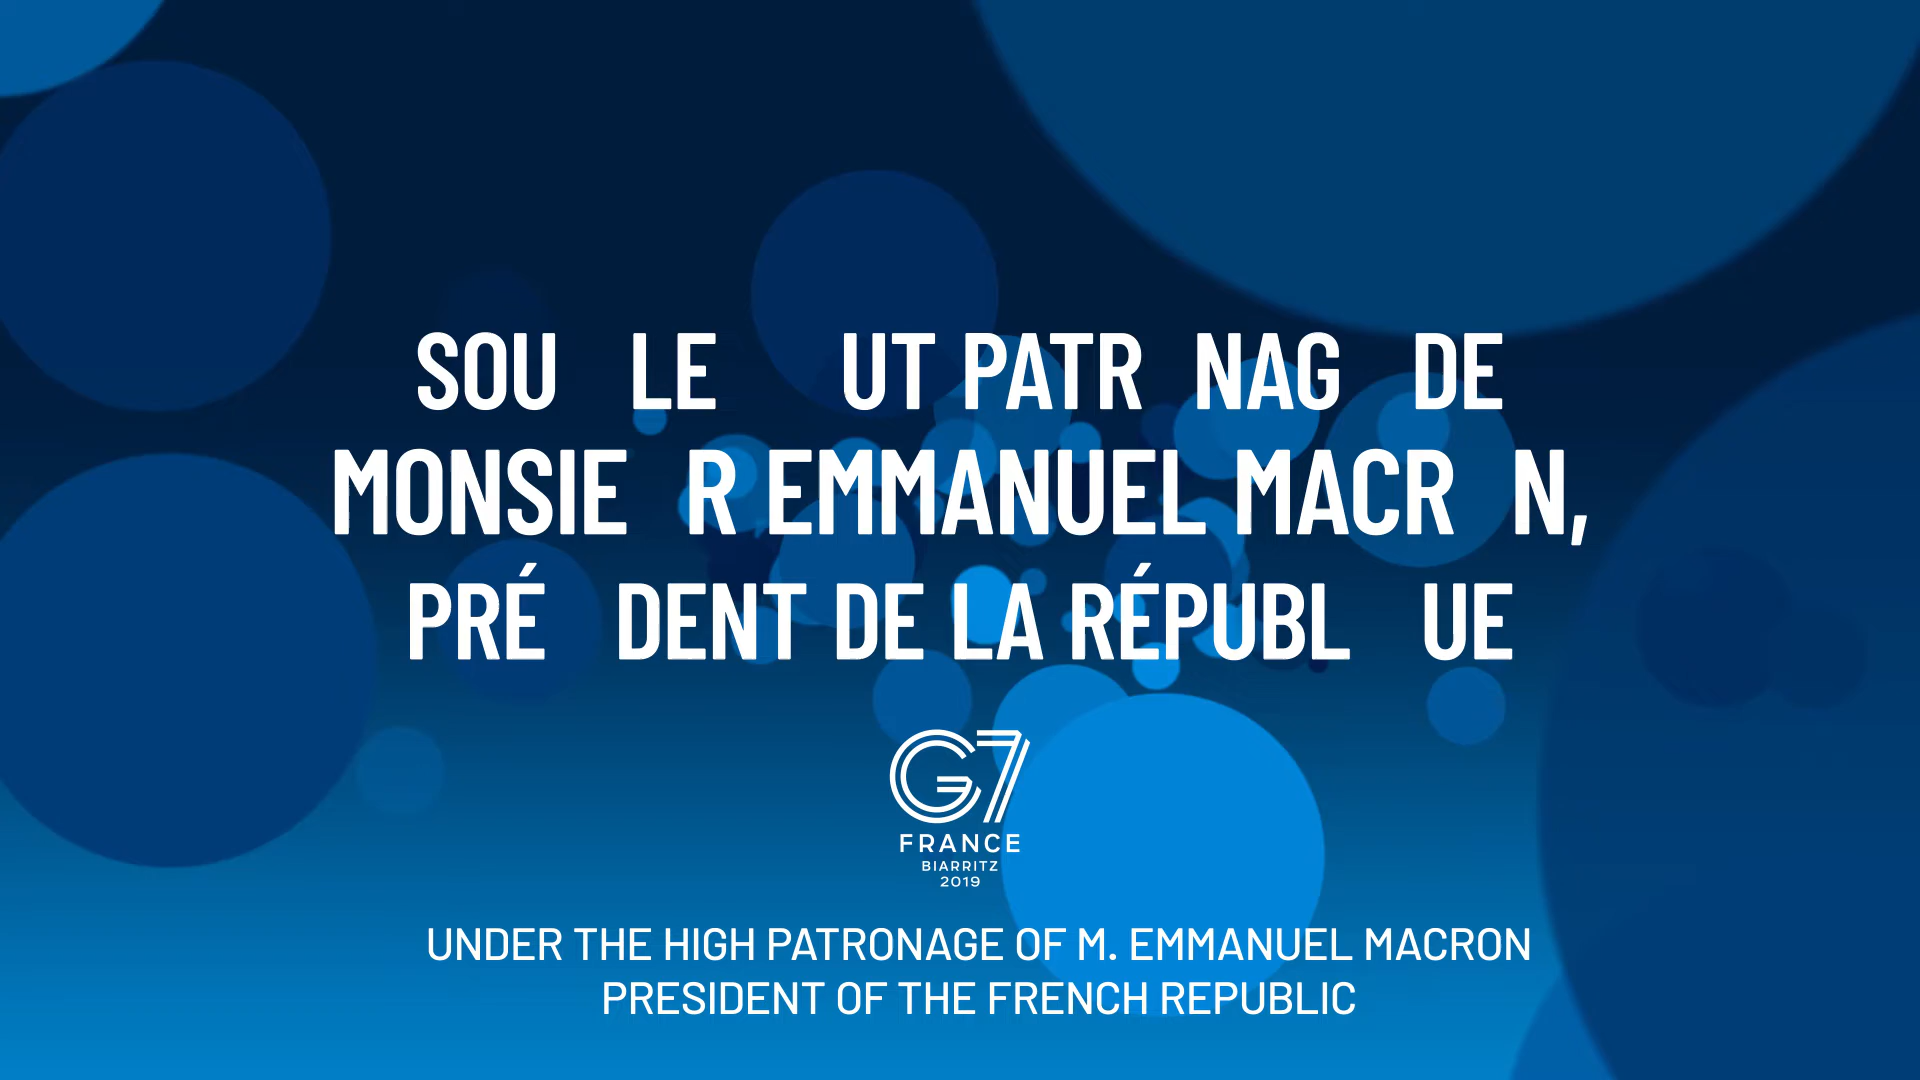 SOU LE UT PATR NAG DE
MONSIE R EMMANUEL MACR N,
PRÉ DENT DE LA RÉPUBL UE
G7
FRANCE
BIARRITZ
2019
UNDER THE HIGH PATRONAGE OF M. EMMANUEL MACRON
PRESIDENT OF THE FRENCH REPUBLIC